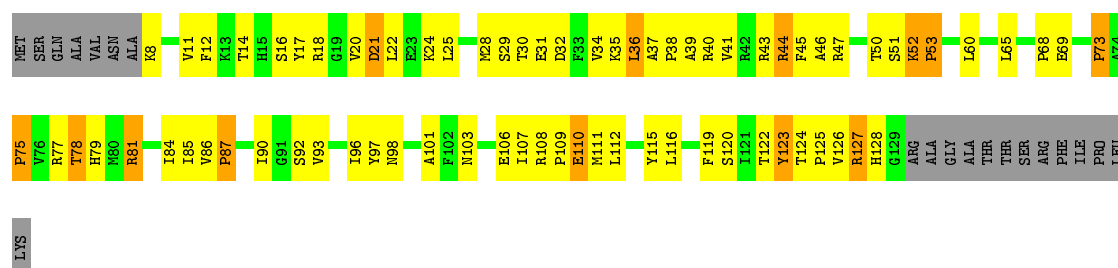 MET SER GLN ALA VAL ASN ALA K8 V11 F12 K13 T14 H15 S16 Y17 R18 G19 V20 D21 L22 E23 K24 L25 M28 S29 T30 E31 D32 F33 V34 K35 L36 A37 P38 A39 R40 V41 R42 R43 R44 F45 A46 R47 T50 S51 K52 P53 L60 L65 P68 E69 P73 A74
P75 V76 R77 T78 H79 M80 R81 I84 I85 V86 P87 I90 G91 S92 V93 I96 Y97 N98 A101 F102 N103 E106 I107 R108 P109 E110 M111 L112 Y115 L116 F119 S120 I121 T122 Y123 T124 P125 V126 R127 H128 G129 ARG ALA GLY ALA THR THR SER ARG PHE ILE PRO LEU
LYS